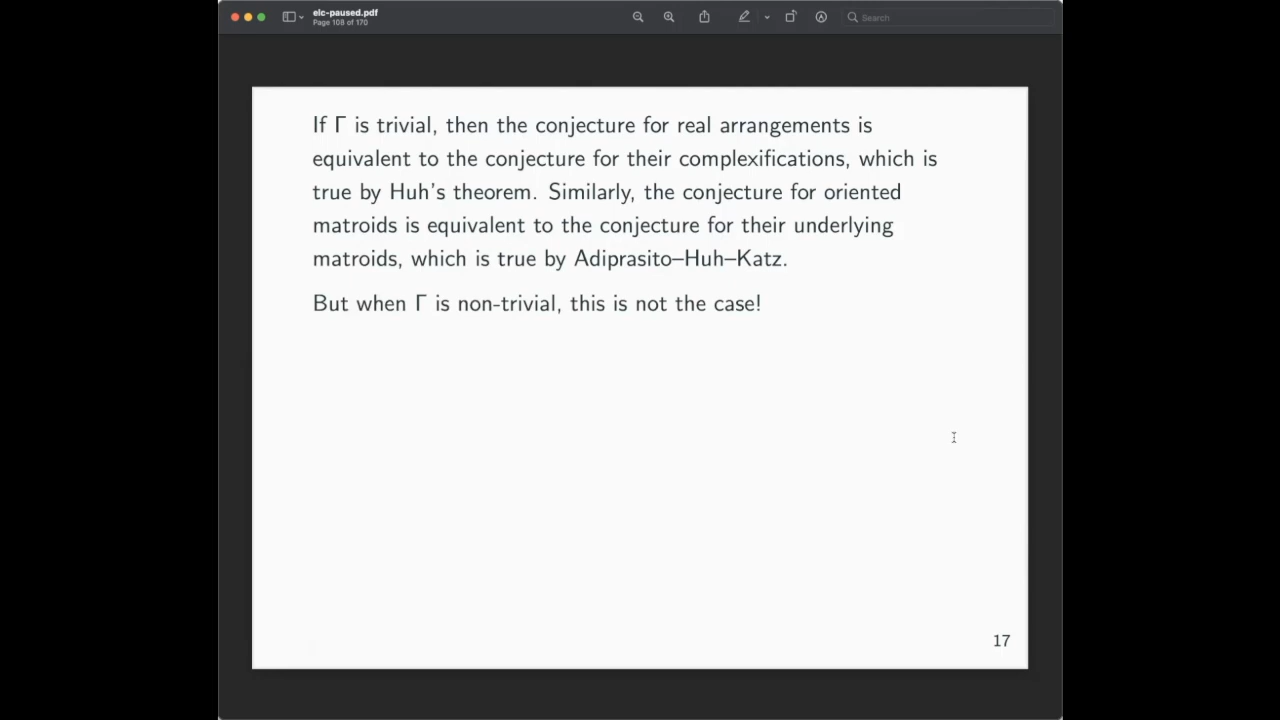 elc-paused.pdf
Page 108 of 170
Search
If Γ is trivial, then the conjecture for real arrangements is
equivalent to the conjecture for their complexifications, which is
true by Huh's theorem. Similarly, the conjecture for oriented
matroids is equivalent to the conjecture for their underlying
matroids, which is true by Adiprasito–Huh–Katz.
But when Γ is non-trivial, this is not the case!
17